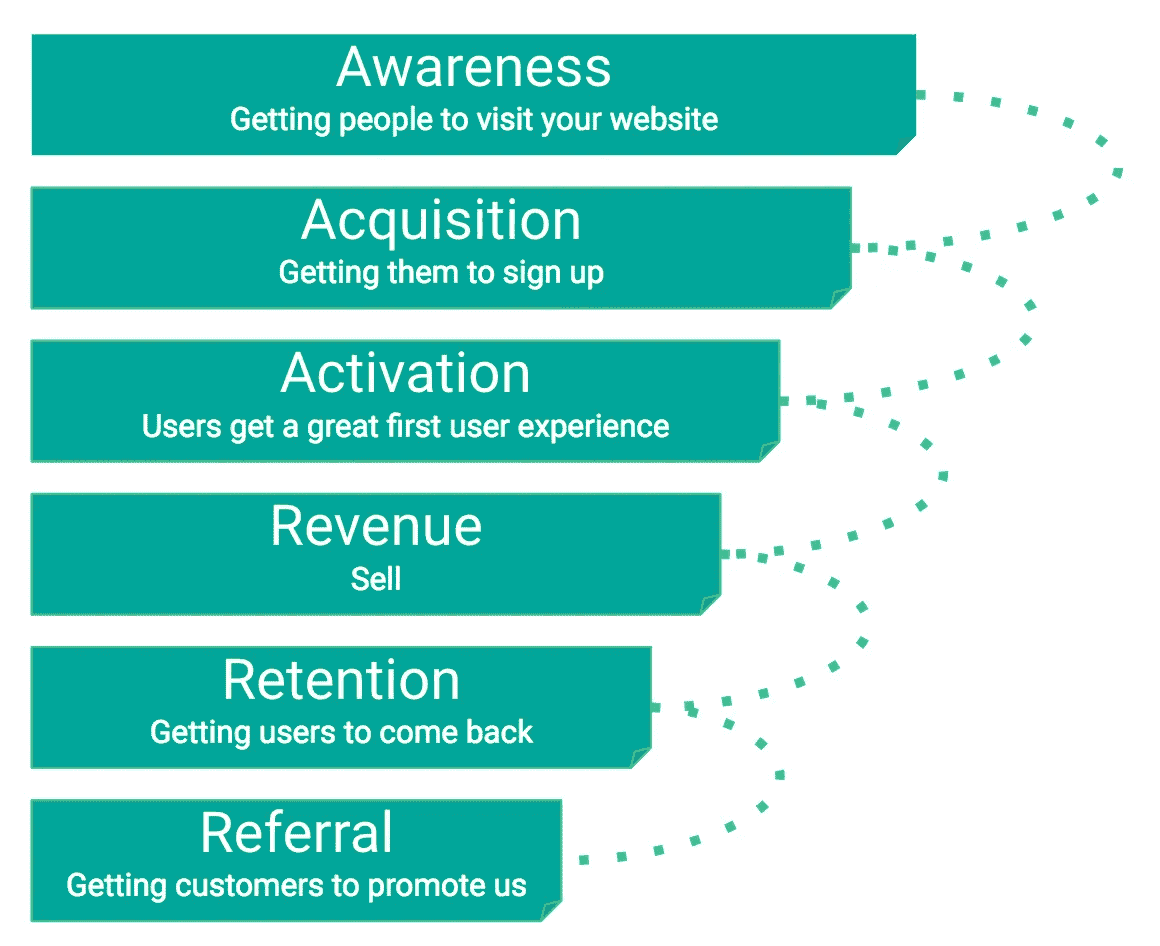 Awareness
Getting people to visit your website
Acquisition
Getting them to sign up
Activation
Users get a great first user experience
Revenue
Sell
Retention
Getting users to come back
Referral
Getting customers to promote us